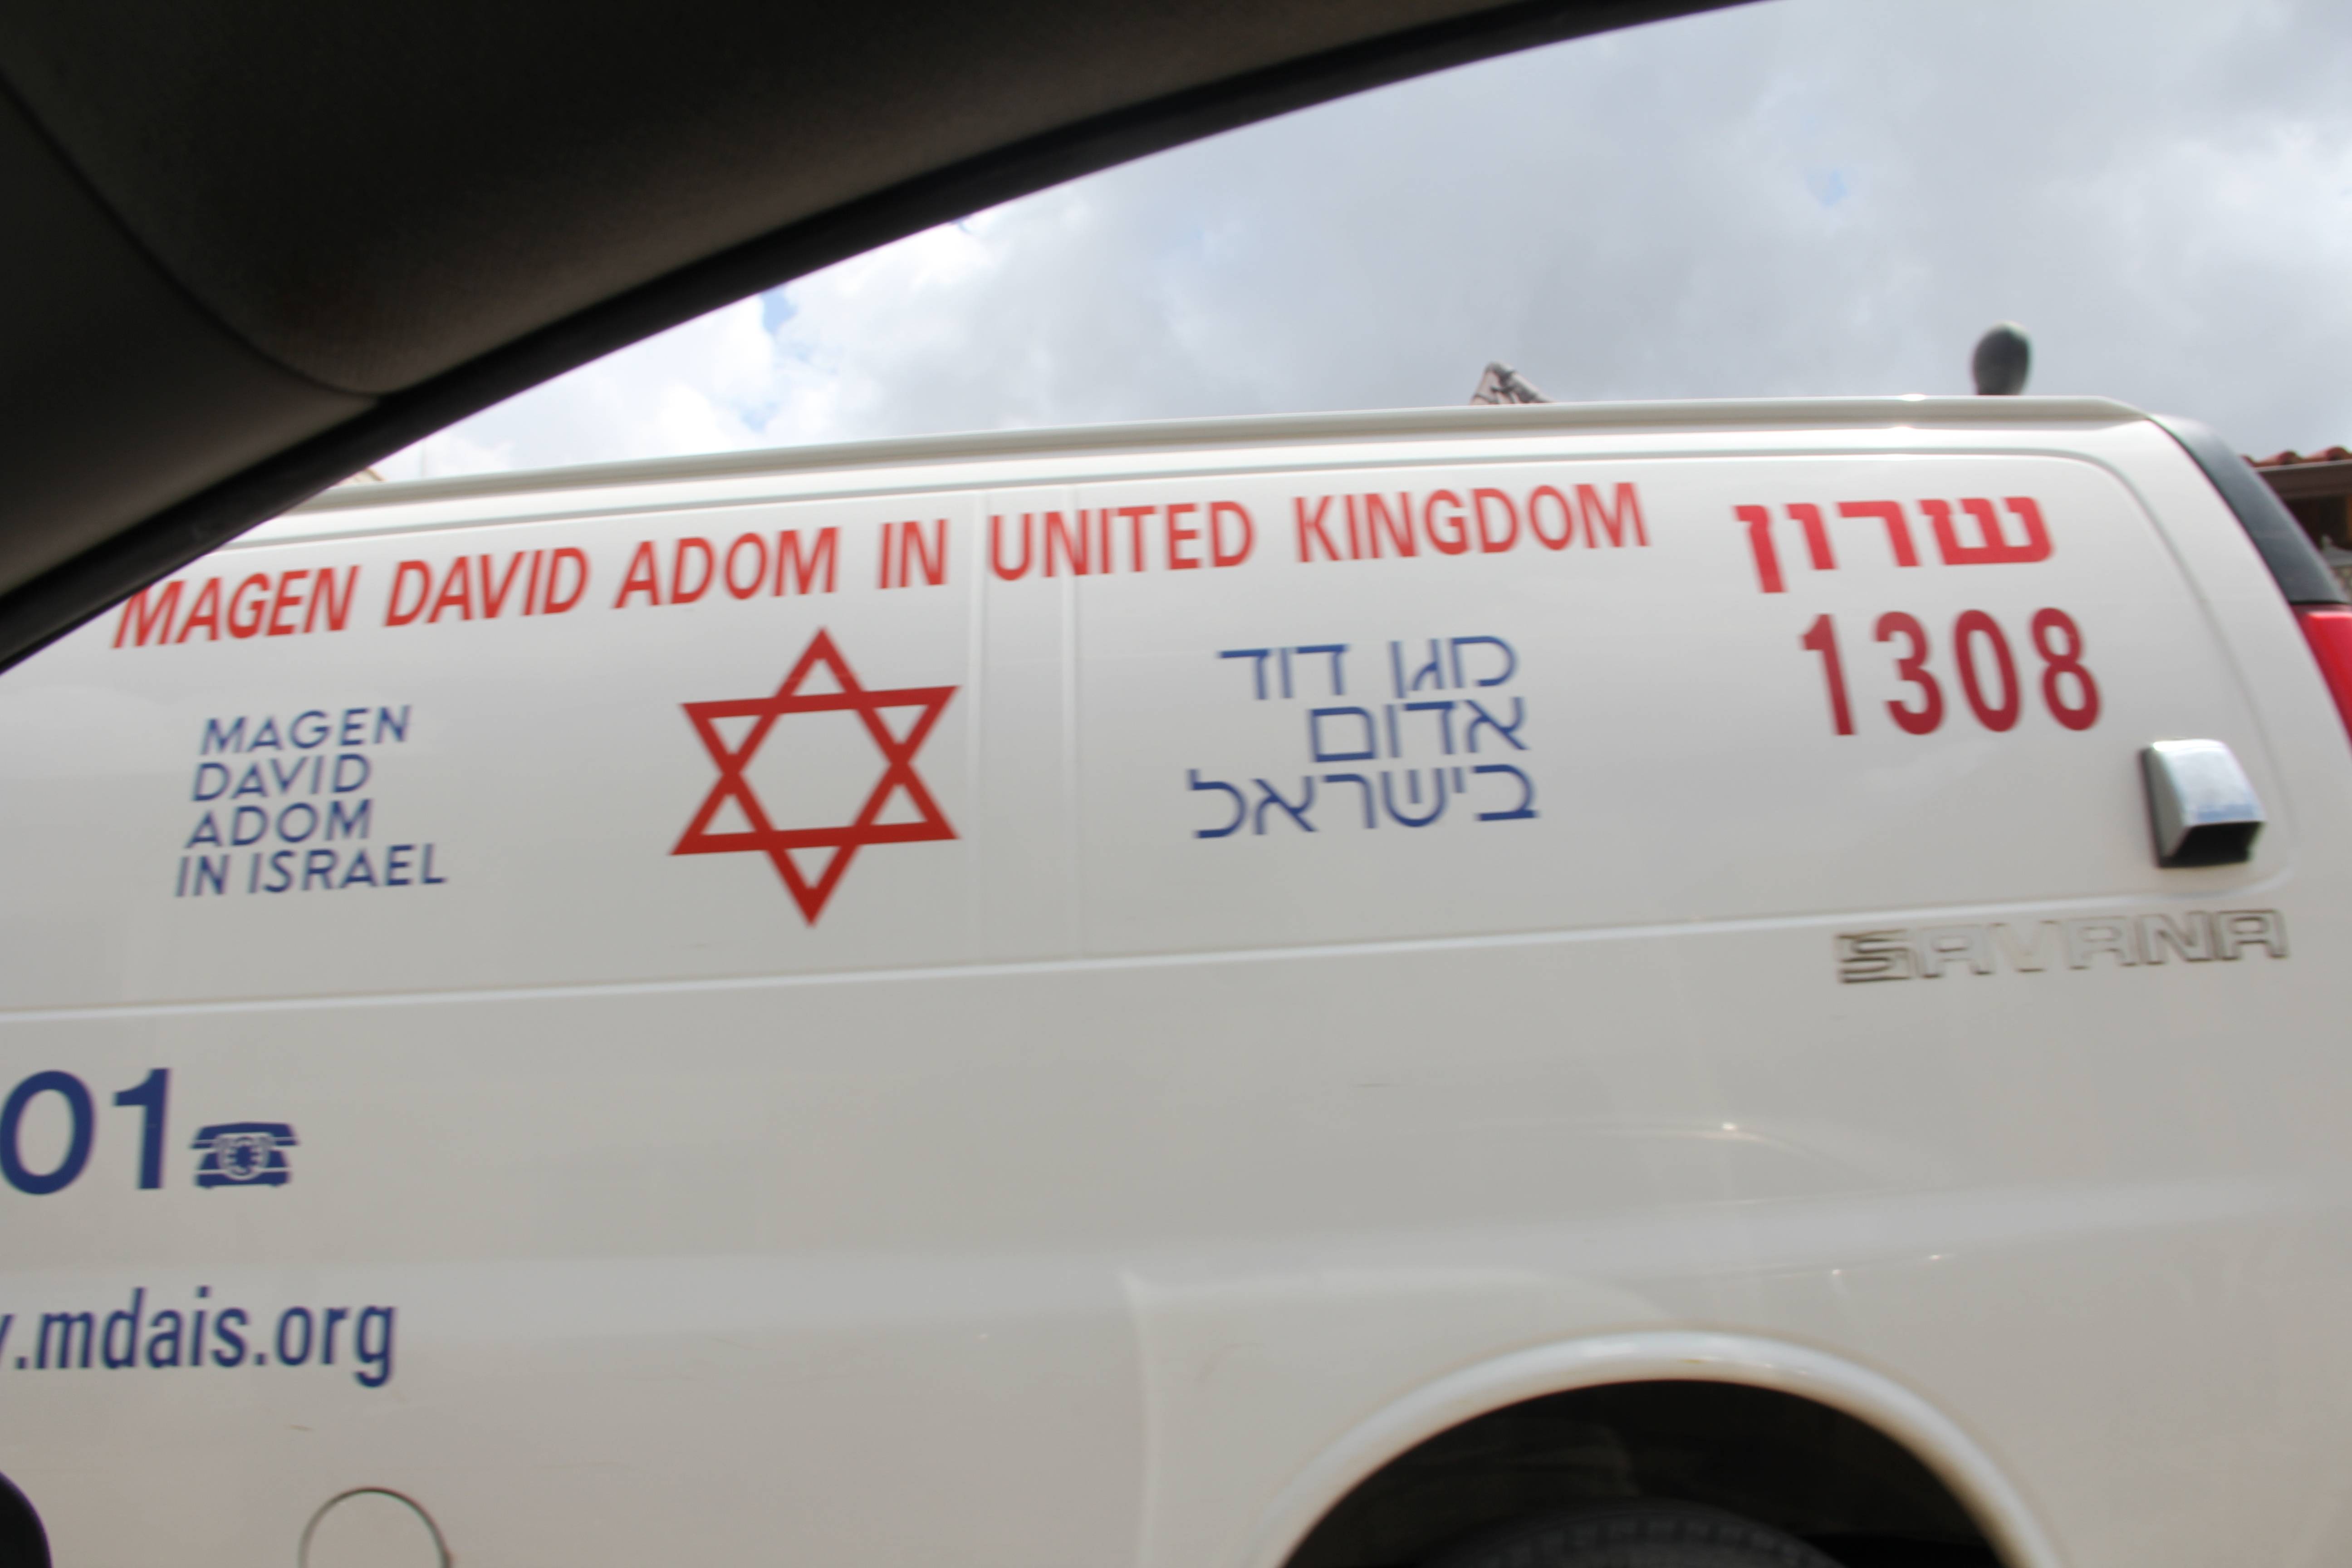 MAGEN DAVID ADOM IN UNITED KINGDOM
שרון
1308
MAGEN
DAVID
ADOM
IN ISRAEL
מגן דוד
אדום
בישראל
SAVANA
01
.mdais.org